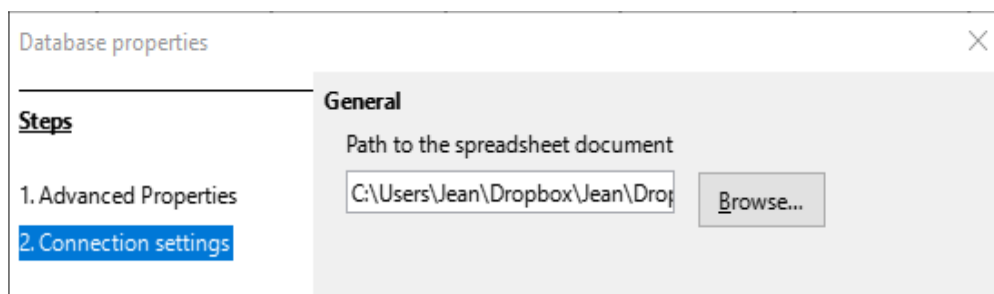 Database properties
Steps
1. Advanced Properties
2. Connection settings
General
Path to the spreadsheet document
C:\Users\Jean\Dropbox\Jean\Drop
Browse...